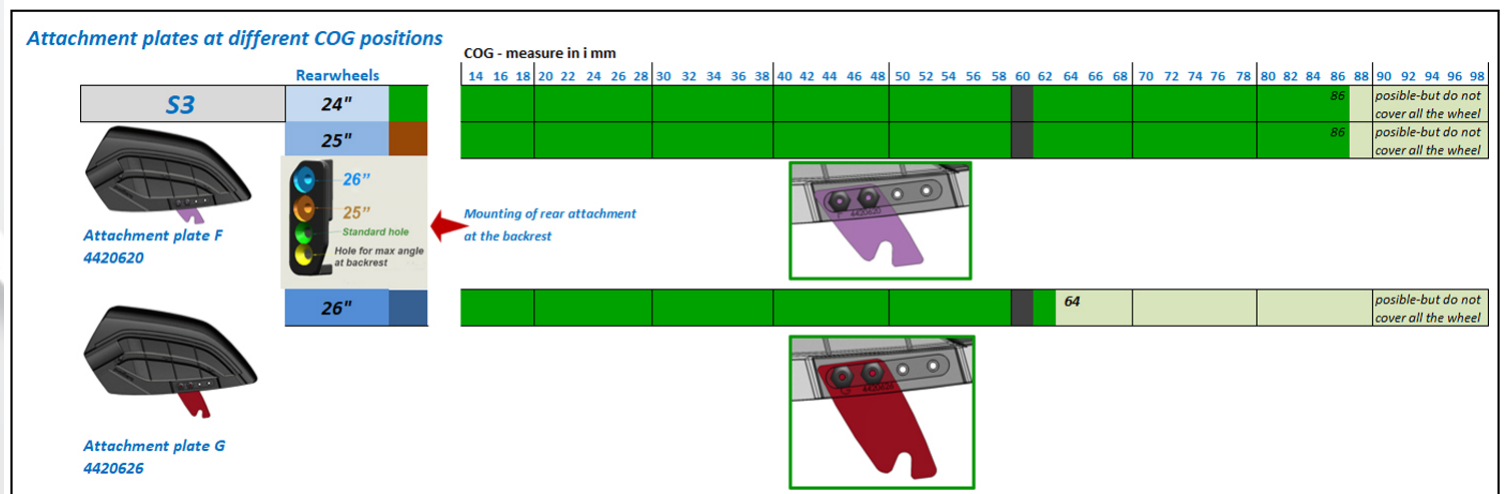 Attachment plates at different COG positions
COG - measure in i mm
Rearwheels
14 16 18 20 22 24 26 28 30 32 34 36 38 40 42 44 46 48 50 52 54 56 58 60 62 64 66 68 70 72 74 76 78 80 82 84 86 88 90 92 94 96 98
S3
24"
86
posible-but do not
cover all the wheel
25"
86
posible-but do not
cover all the wheel
26”
25”
Standard hole
Hole for max angle
at backrest
Mounting of rear attachment
at the backrest
F
4420620
Attachment plate F
4420620
26"
64
posible-but do not
cover all the wheel
G
4420626
Attachment plate G
4420626